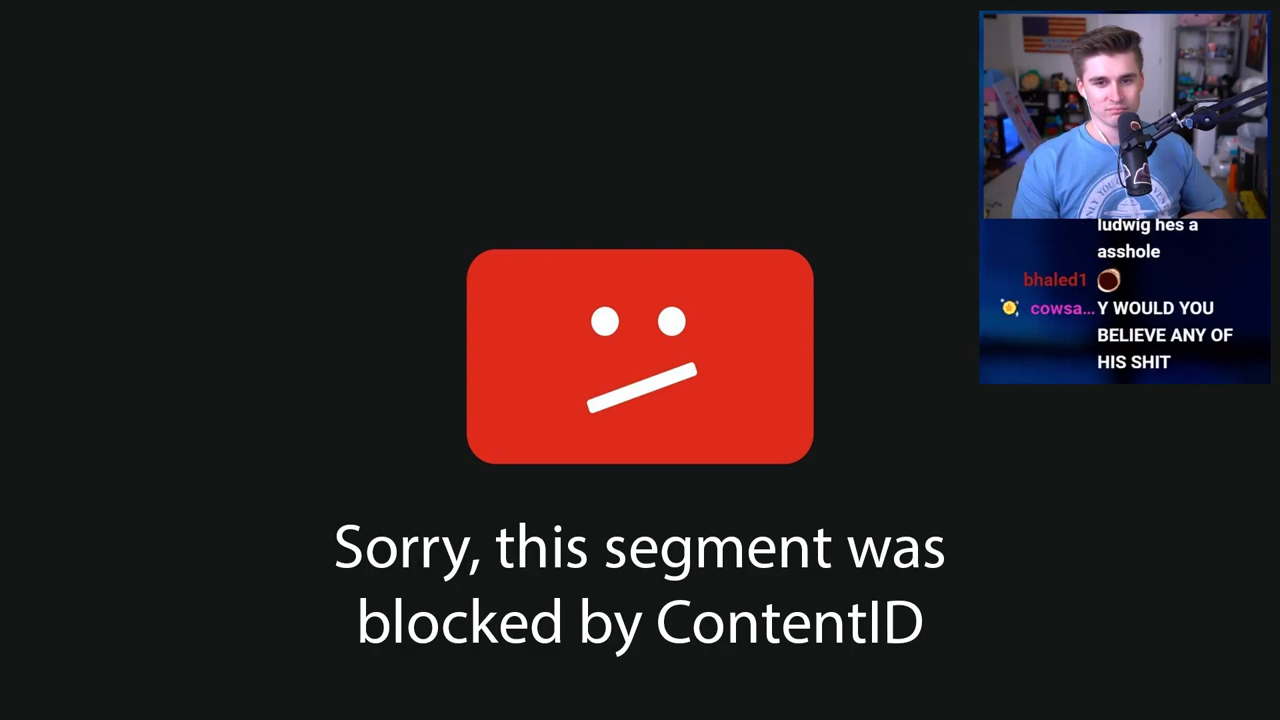 ludwig hes a
asshole
bhaled1
cowsa... Y WOULD YOU
BELIEVE ANY OF
HIS SHIT
Sorry, this segment was
blocked by ContentID